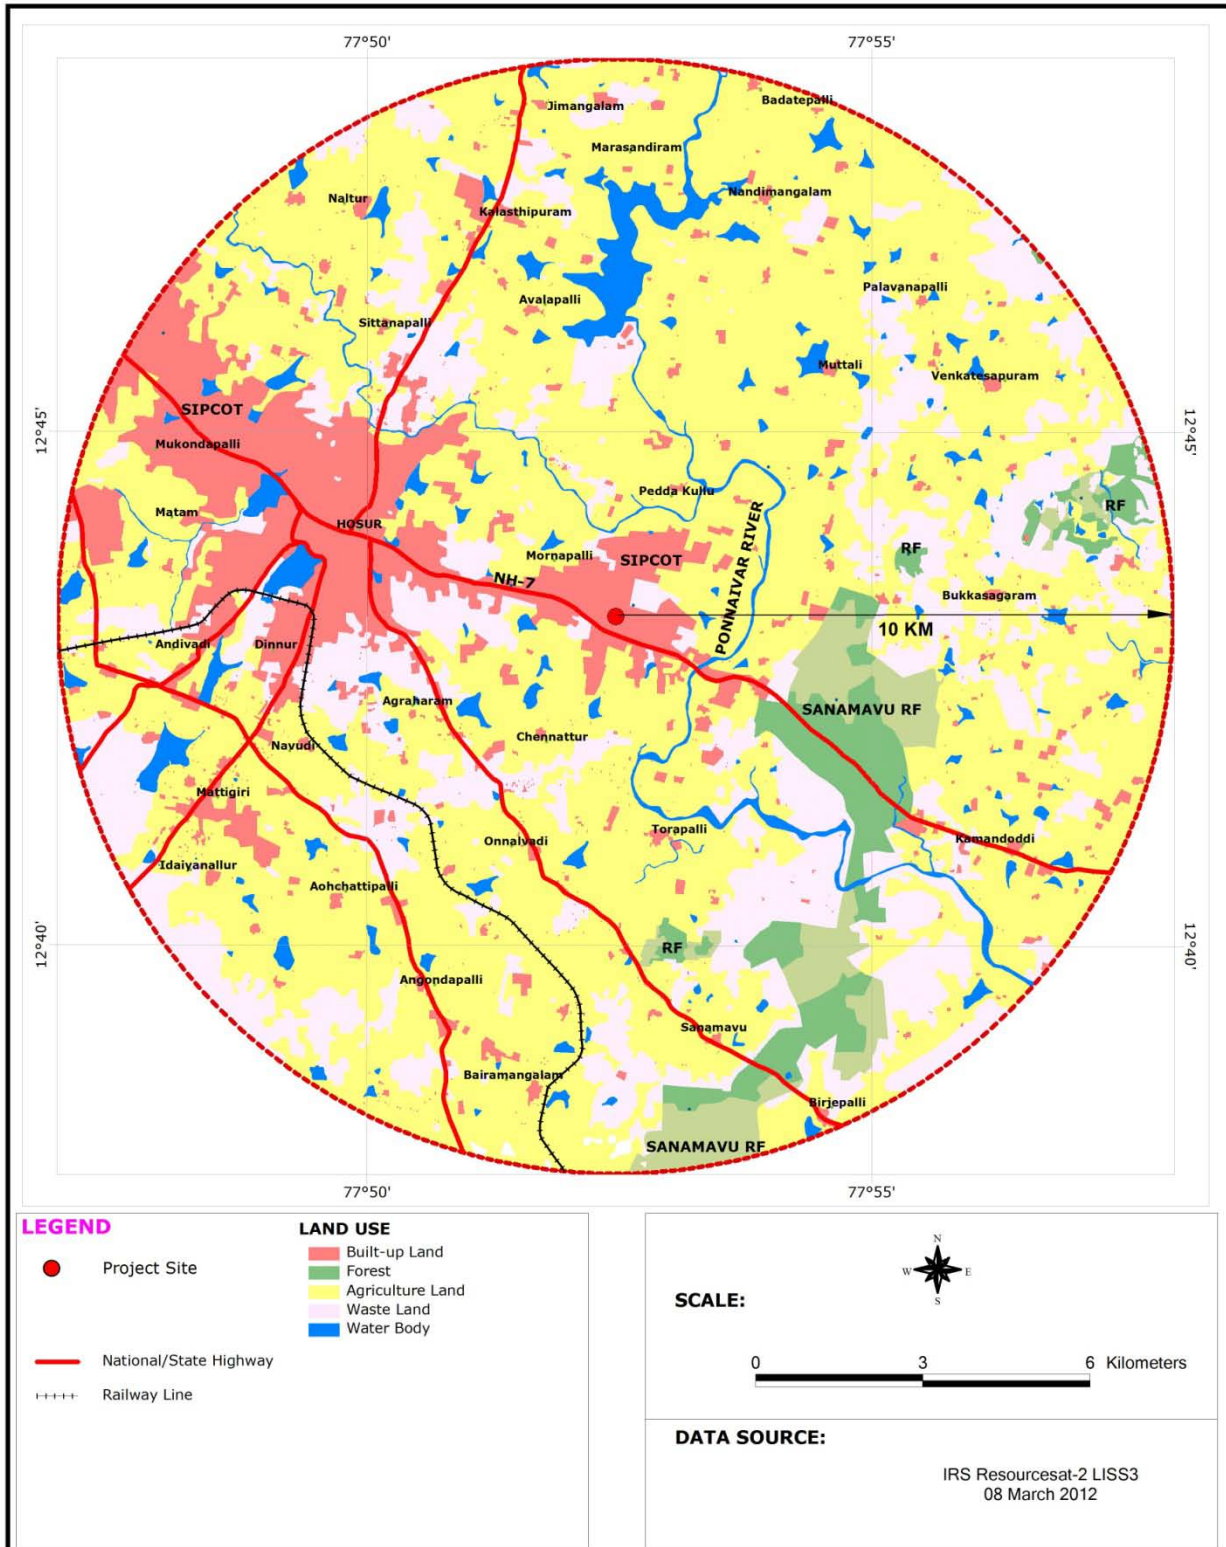 77°50'
77°55'
Jimangalam
Badatepalli
Marasandiram
Nandimangalam
Naltur
Kalasthipuram
Palavanapalli
Avalapalli
Sittanapalli
Muttali
Venkatesapuram
SIPCOT
12°45'
12°45'
Mukondapalli
Pedda Kullu
RF
Matam
HOSUR
PONNAIVAR RIVER
RF
Mornapalli
SIPCOT
NH-7
Bukkasagaram
10 KM
Andivadi
Dinnur
Agraharam
SANAMAVU RF
Chennattur
Nayudi
Mattigiri
Torapalli
Onnalvadi
Kamandoddi
Idaiyanallur
Aohchattipalli
12°40'
RF
12°40'
Angondapalli
Sanamavu
Bairamangalam
Birjepalli
SANAMAVU RF
77°50'
77°55'
LEGEND
Project Site
National/State Highway
Railway Line
LAND USE
Built-up Land
Forest
Agriculture Land
Waste Land
Water Body
N
W
E
S
SCALE:
0 3 6 Kilometers
DATA SOURCE:
IRS Resourcesat-2 LISS3
08 March 2012